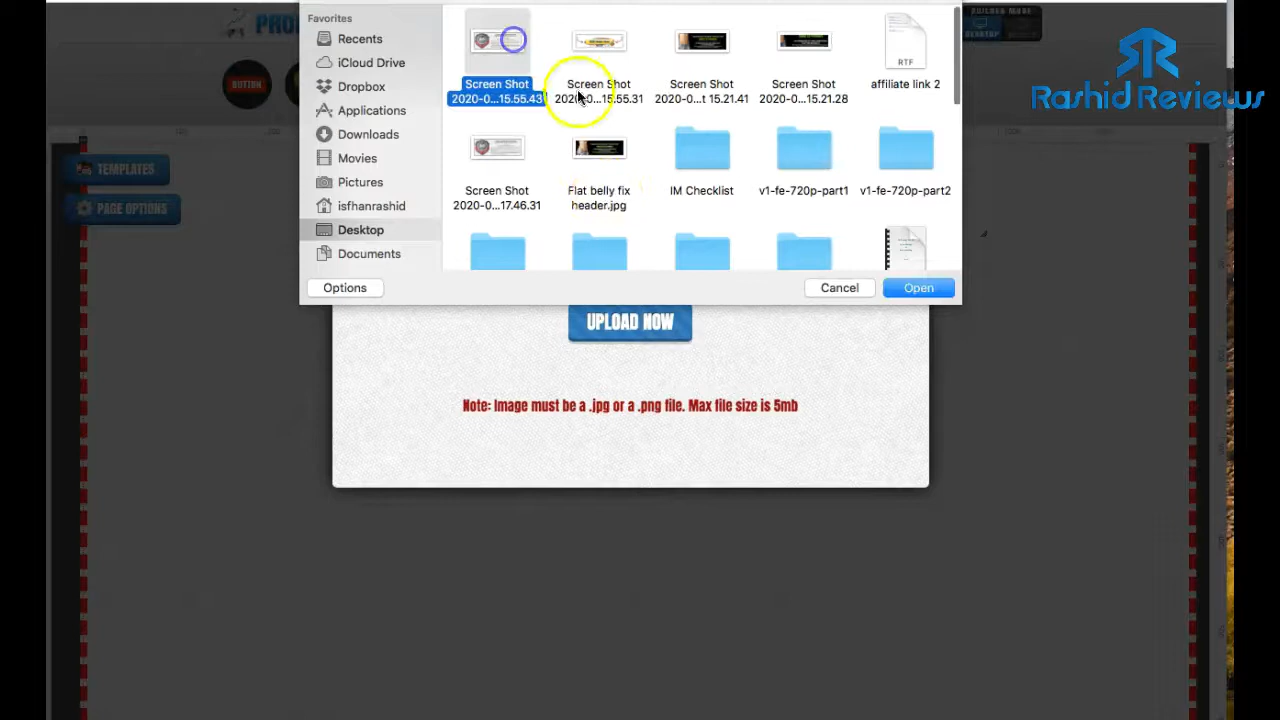 BUILDER MODE
DESKTOP
BUTTON
Rashid Reviews
Favorites
Recents
iCloud Drive
Dropbox
Applications
Downloads
Movies
Pictures
isfhanrashid
Desktop
Documents
Screen Shot
2020-0...15.55.43
Screen Shot
2020-0...15.55.31
Screen Shot
2020-0...t 15.21.41
Screen Shot
2020-0...15.21.28
RTF
affiliate link 2
Screen Shot
2020-0...17.46.31
Flat belly fix
header.jpg
IM Checklist
v1-fe-720p-part1
v1-fe-720p-part2
Options
Cancel
Open
TEMPLATES
PAGE OPTIONS
UPLOAD NOW
Note: Image must be a .jpg or a .png file. Max file size is 5mb